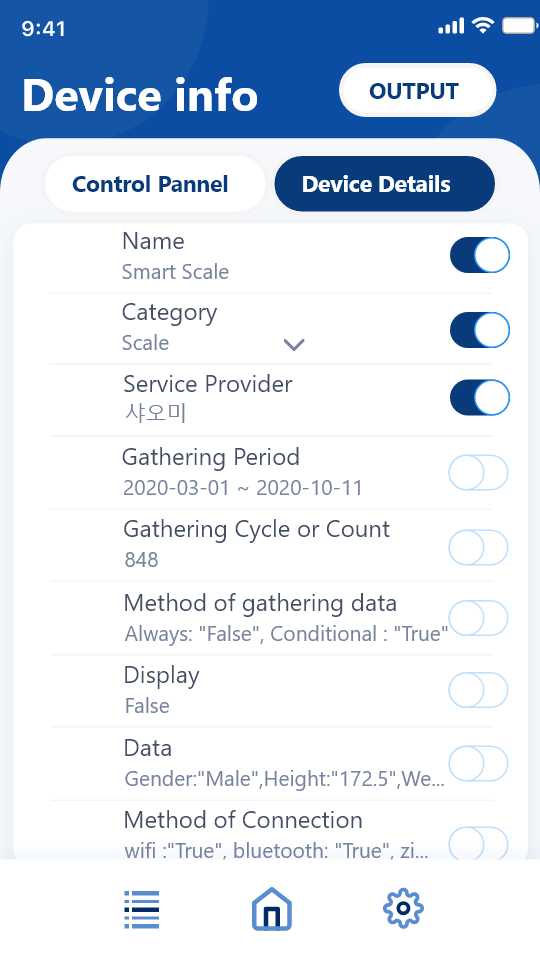 9:41
Device info
OUTPUT
Control Pannel
Device Details
Name
Smart Scale
Category
Scale
Service Provider
샤오미
Gathering Period
2020-03-01 ~ 2020-10-11
Gathering Cycle or Count
848
Method of gathering data
Always: "False", Conditional : "True"
Display
False
Data
Gender:"Male",Height:"172.5",We...
Method of Connection
wifi :"True", bluetooth: "True", zi...